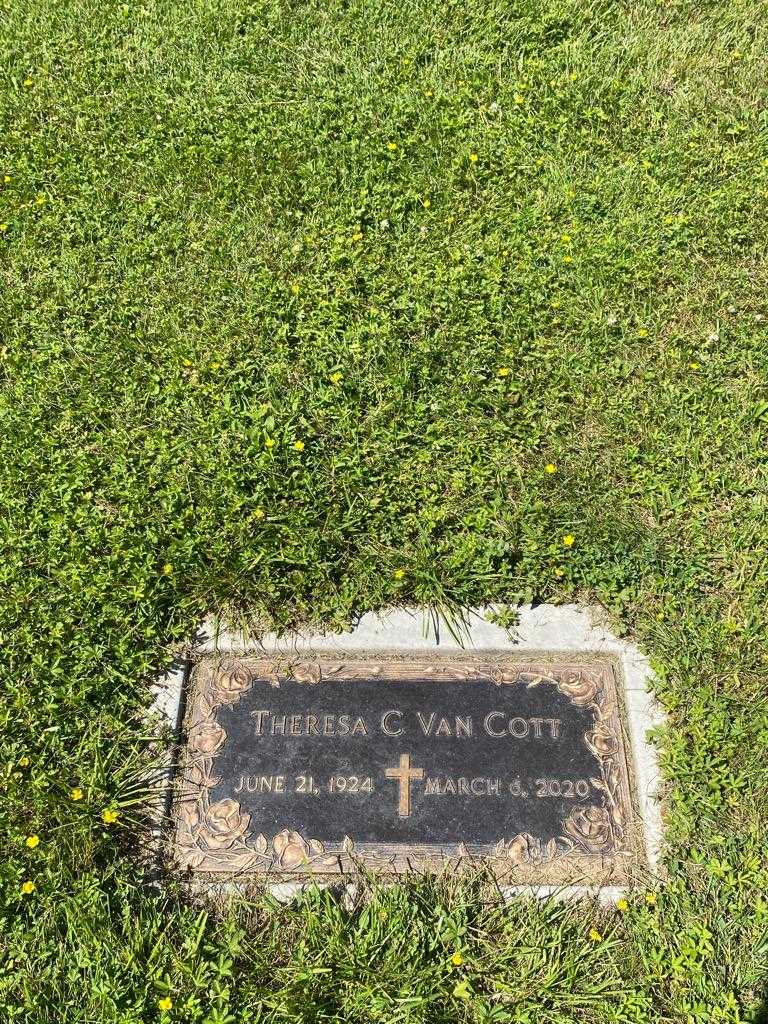 Theresa C Van Cott
June 21, 1924 March 6, 2020